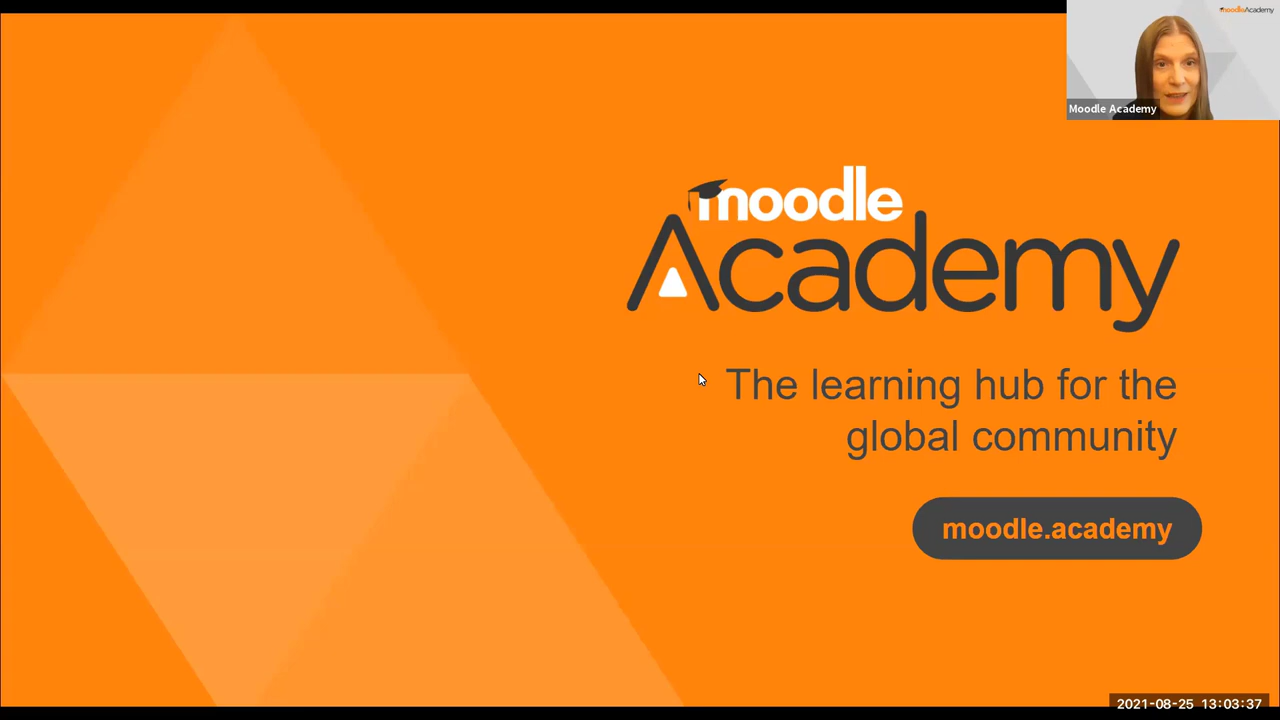 moodleAcademy
Moodle Academy
moodle
Academy
The learning hub for the
global community
moodle.academy
2021-08-25 13:03:37